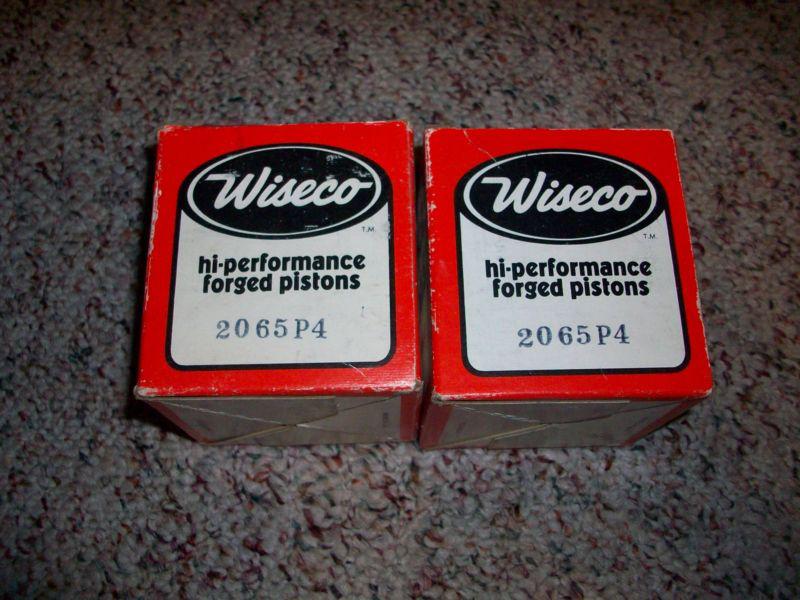 Wiseco
T.M.
hi-performance
forged pistons
2065P4
Wiseco
T.M.
hi-performance
forged pistons
2065P4